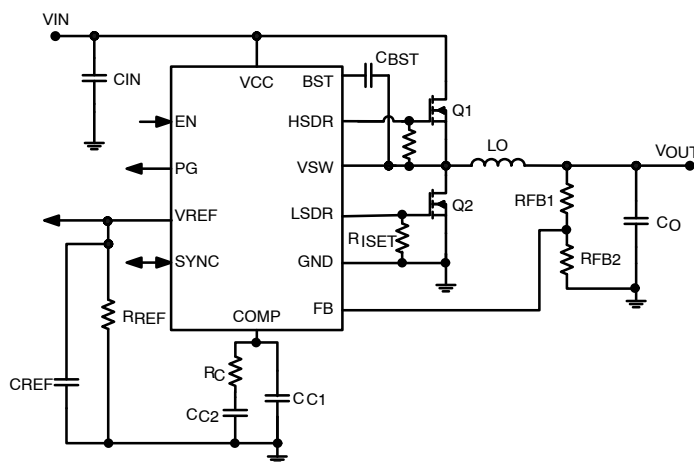 VIN
CIN
VCC
BST
CBST
EN
HSDR
Q1
PG
VSW
LO
VOUT
VREF
LSDR
Q2
RFB1
RISET
CO
SYNC
GND
RFB2
RREF
COMP
FB
CREF
RC
CC2
CC1